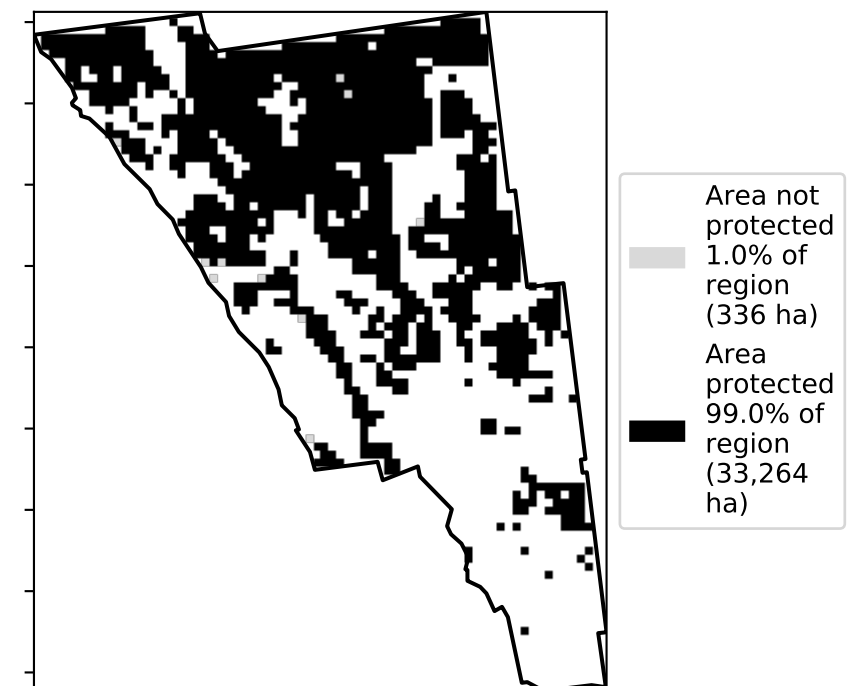 Area not
protected
1.0% of
region
(336 ha)
Area
protected
99.0% of
region
(33,264
ha)